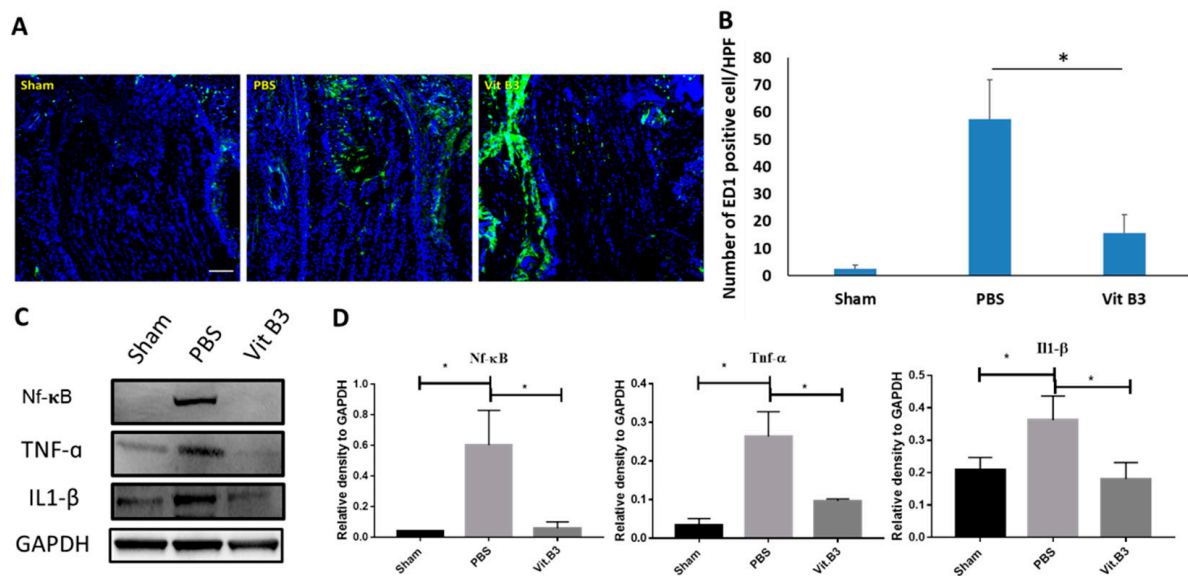 A
Sham
PBS
Vit B3
B
Number of ED1 positive cell/HPF
80
70
60
50
40
30
20
10
0
*
Sham
PBS
Vit B3
C
Sham
PBS
Vit B3
Nf-κB
TNF-α
IL1-β
GAPDH
D
Nf-κB
Relative density to GAPDH
1.0
0.8
0.6
0.4
0.2
0.0
*
*
Sham
PBS
Vit.B3
Tnf-α
Relative density to GAPDH
0.4
0.3
0.2
0.1
0.0
*
*
Sham
PBS
Vit.B3
Il1-β
Relative density to GAPDH
0.5
0.4
0.3
0.2
0.1
0.0
*
*
Sham
PBS
Vit.B3